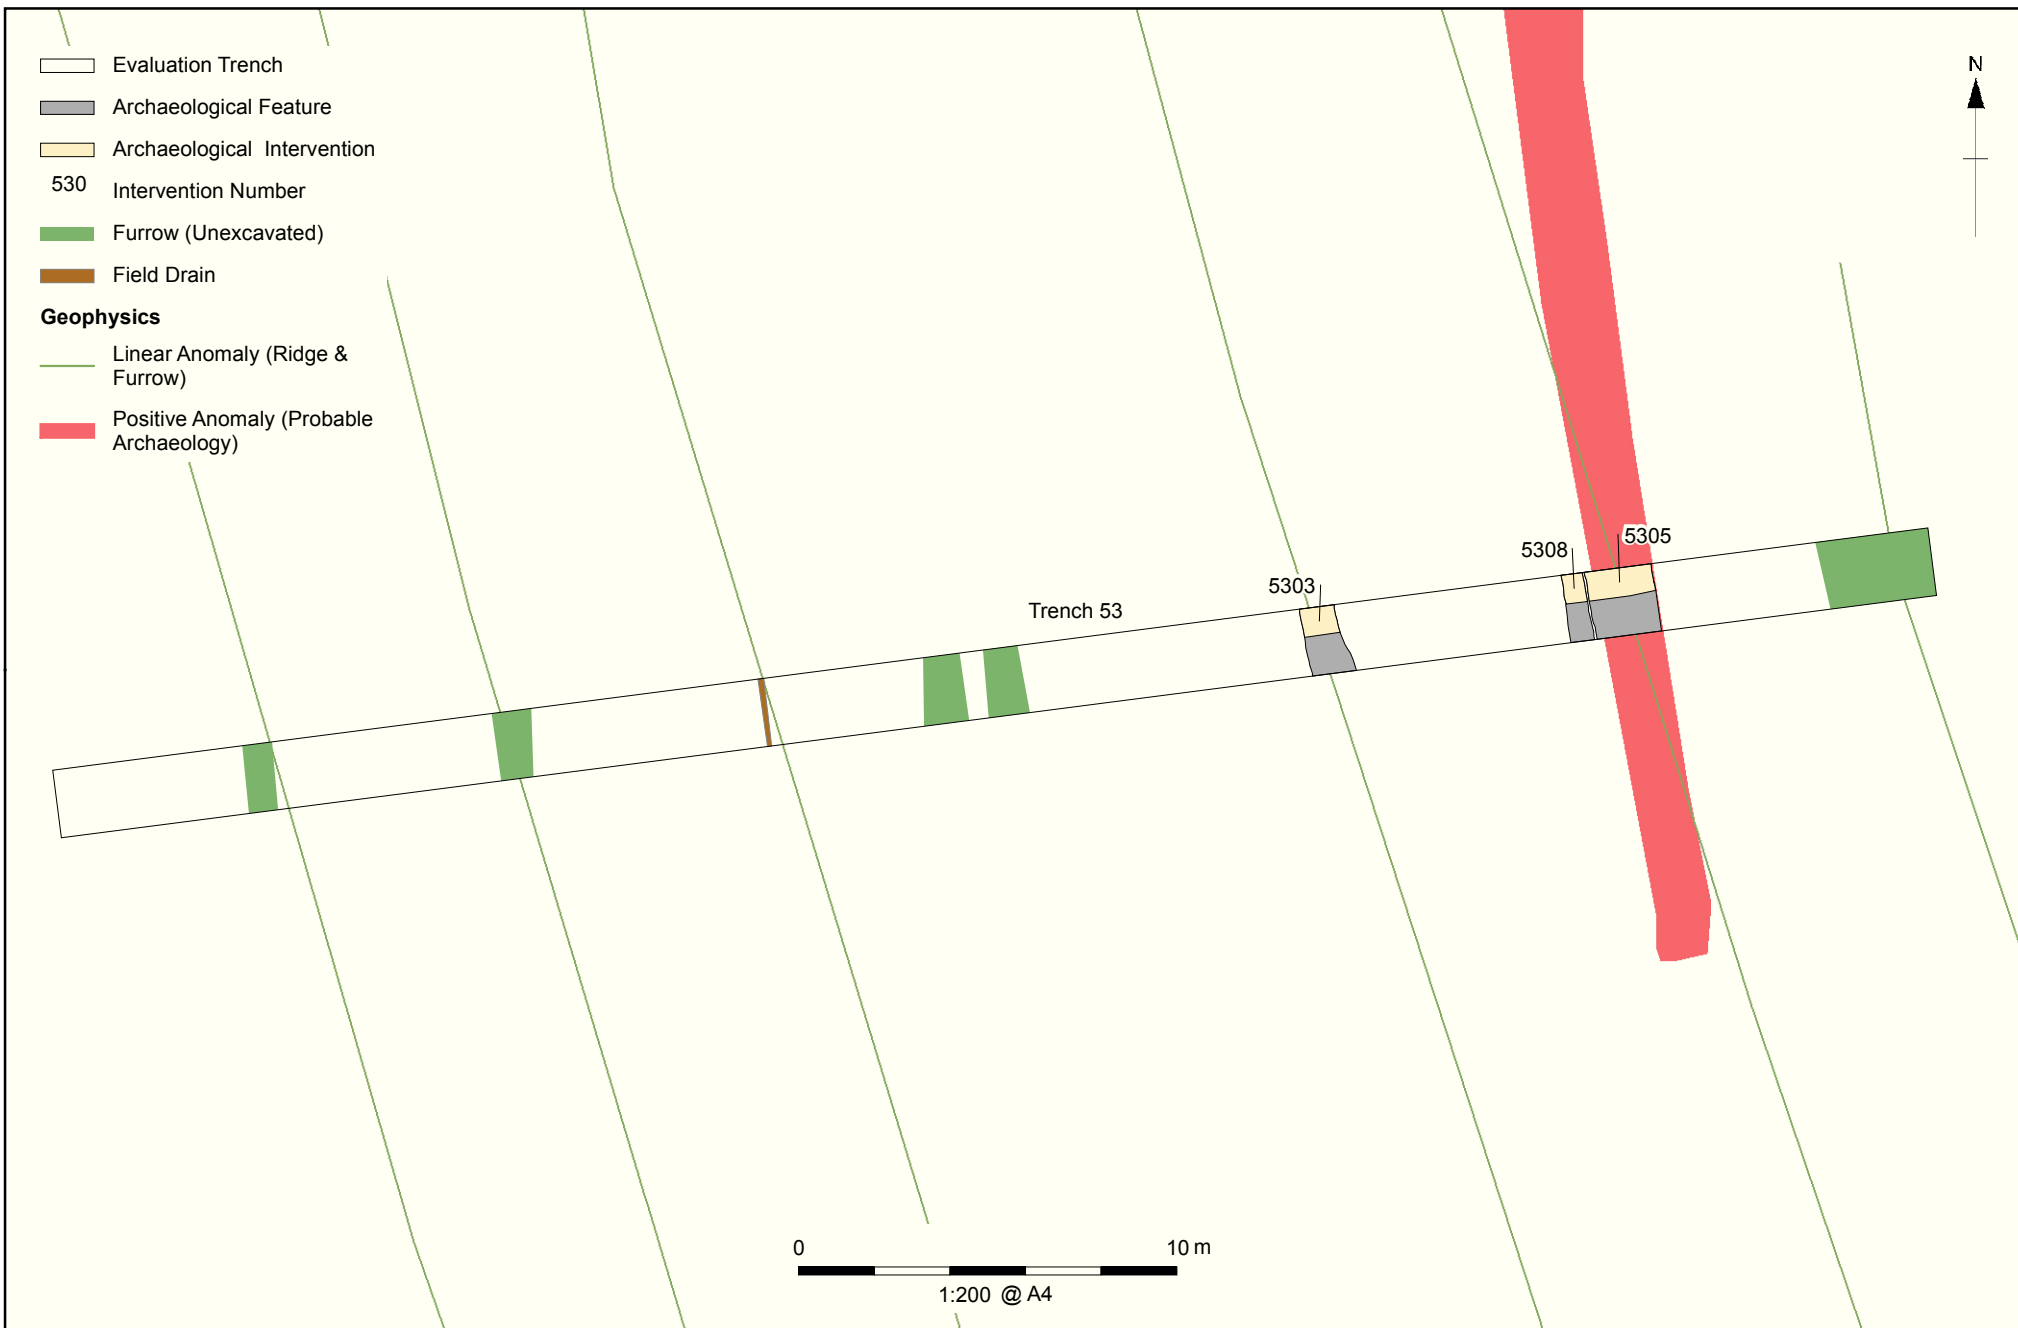 Evaluation Trench
Archaeological Feature
Archaeological Intervention
530
Intervention Number
Furrow (Unexcavated)
Field Drain
Geophysics
Linear Anomaly (Ridge &
Furrow)
Positive Anomaly (Probable
Archaeology)
N
5308
5305
5303
Trench 53
0
10 m
1:200 @ A4